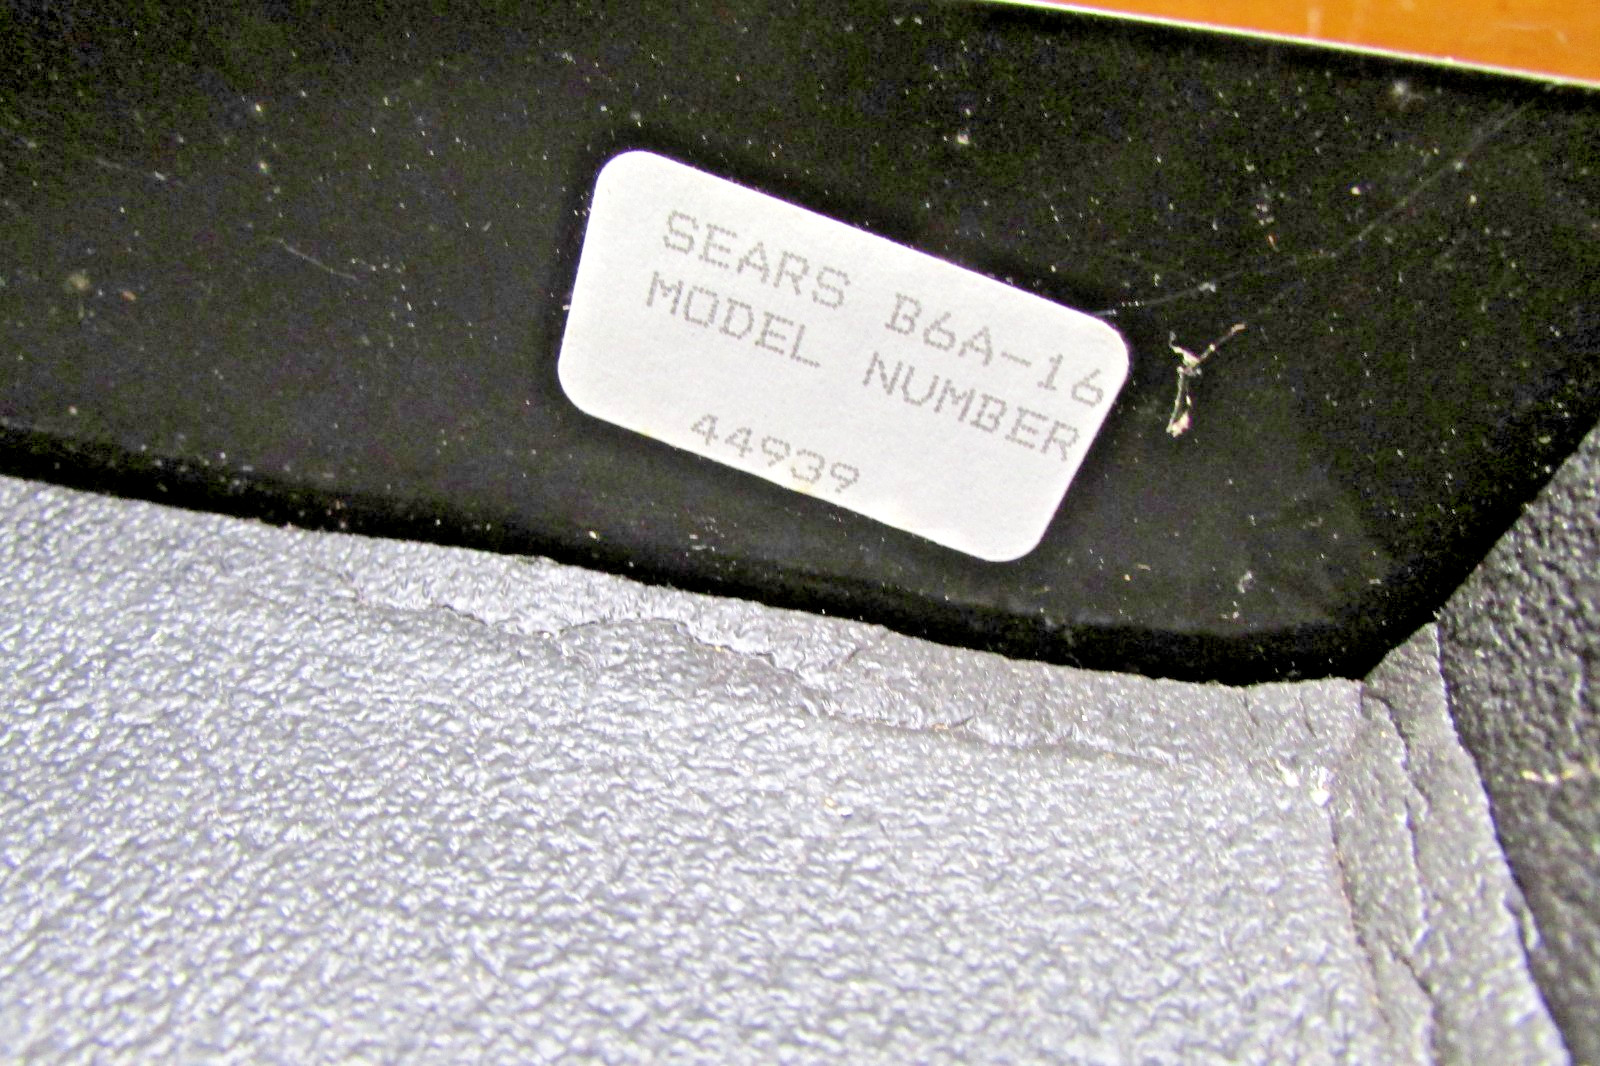 SEARS B6A-16
MODEL NUMBER
44939